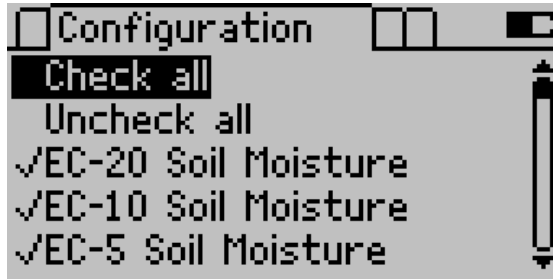 Configuration
Check all
Uncheck all
✓EC-20 Soil Moisture
✓EC-10 Soil Moisture
✓EC-5 Soil Moisture